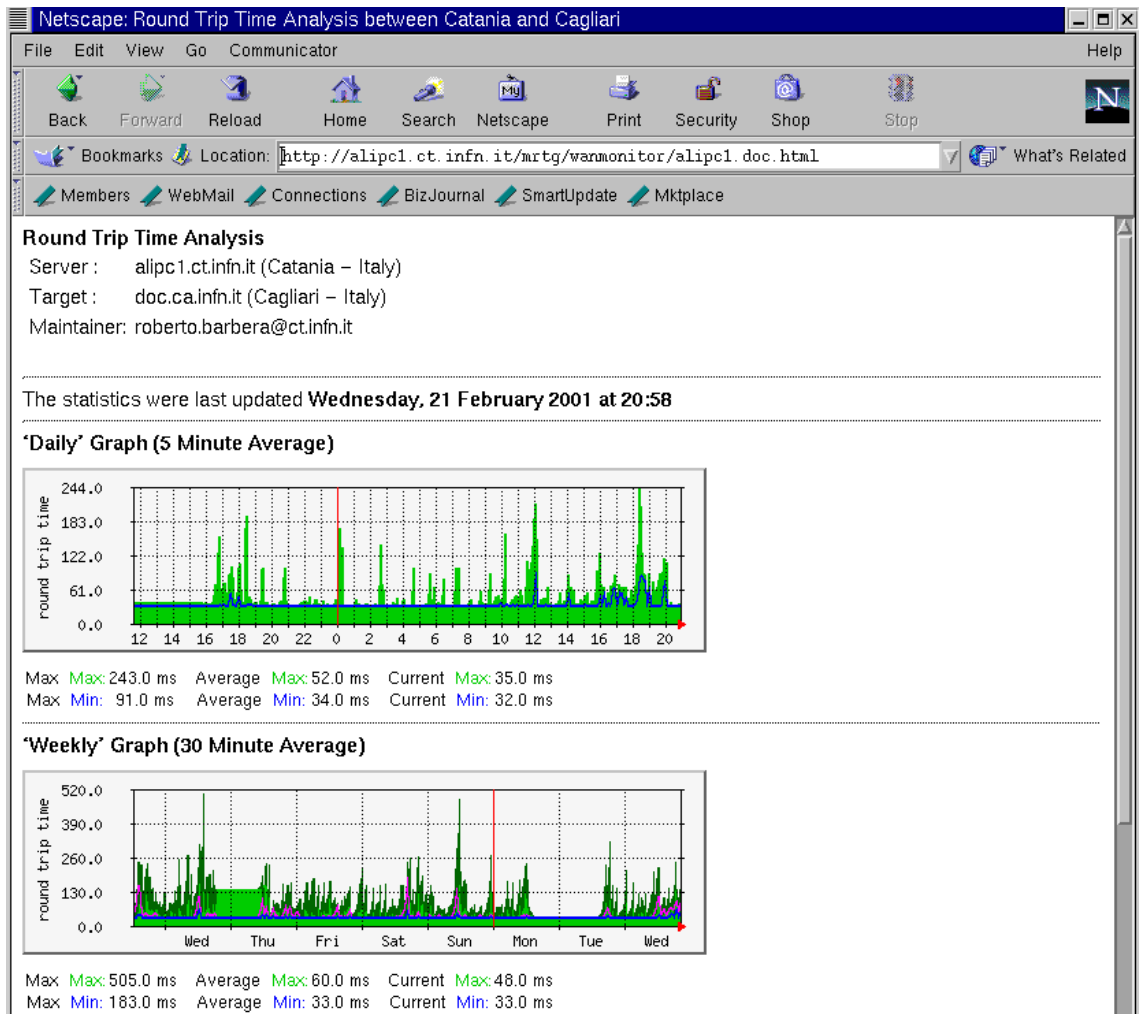 Netscape: Round Trip Time Analysis between Catania and Cagliari
File Edit View Go Communicator Help
My N
Back Forward Reload Home Search Netscape Print Security Shop Stop
Bookmarks Location: http://alipc1.ct.infn.it/mrtg/wanmonitor/alipc1.doc.html What's Related
Members WebMail Connections BizJournal SmartUpdate Mktplace
Round Trip Time Analysis
Server : alipc1.ct.infn.it (Catania – Italy)
Target : doc.ca.infn.it (Cagliari – Italy)
Maintainer: roberto.barbera@ct.infn.it
The statistics were last updated Wednesday, 21 February 2001 at 20:58
'Daily' Graph (5 Minute Average)
round trip time
244.0
183.0
122.0
61.0
0.0
12 14 16 18 20 22 0 2 4 6 8 10 12 14 16 18 20
Max Max: 243.0 ms Average Max: 52.0 ms Current Max: 35.0 ms
Max Min: 91.0 ms Average Min: 34.0 ms Current Min: 32.0 ms
'Weekly' Graph (30 Minute Average)
round trip time
520.0
390.0
260.0
130.0
0.0
Wed Thu Fri Sat Sun Mon Tue Wed
Max Max: 505.0 ms Average Max: 60.0 ms Current Max: 48.0 ms
Max Min: 183.0 ms Average Min: 33.0 ms Current Min: 33.0 ms